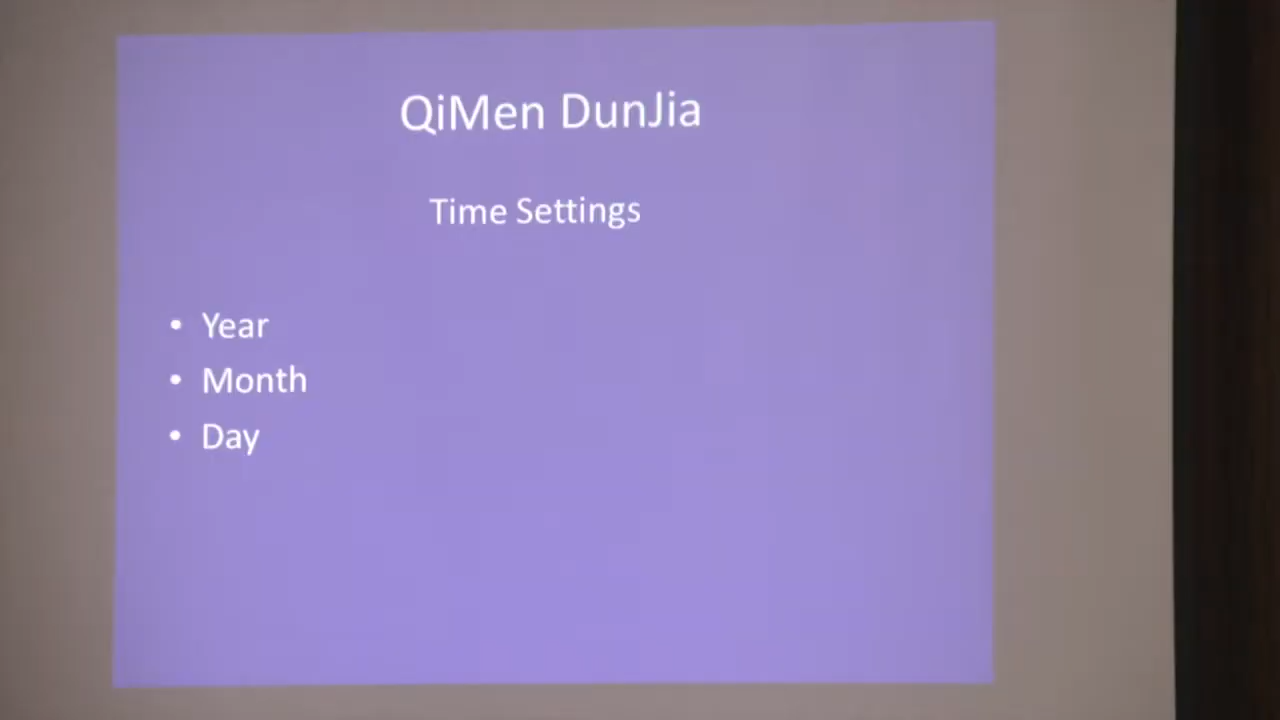 QiMen DunJia
Time Settings
• Year
• Month
• Day